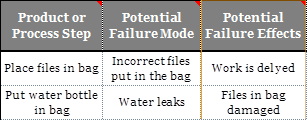 Product or Potential Potential
Process Step Failure Mode Failure Effects
Place files in bag Incorrect files put in the bag Work is delyed
Put water bottle in bag Water leaks Files in bag damaged